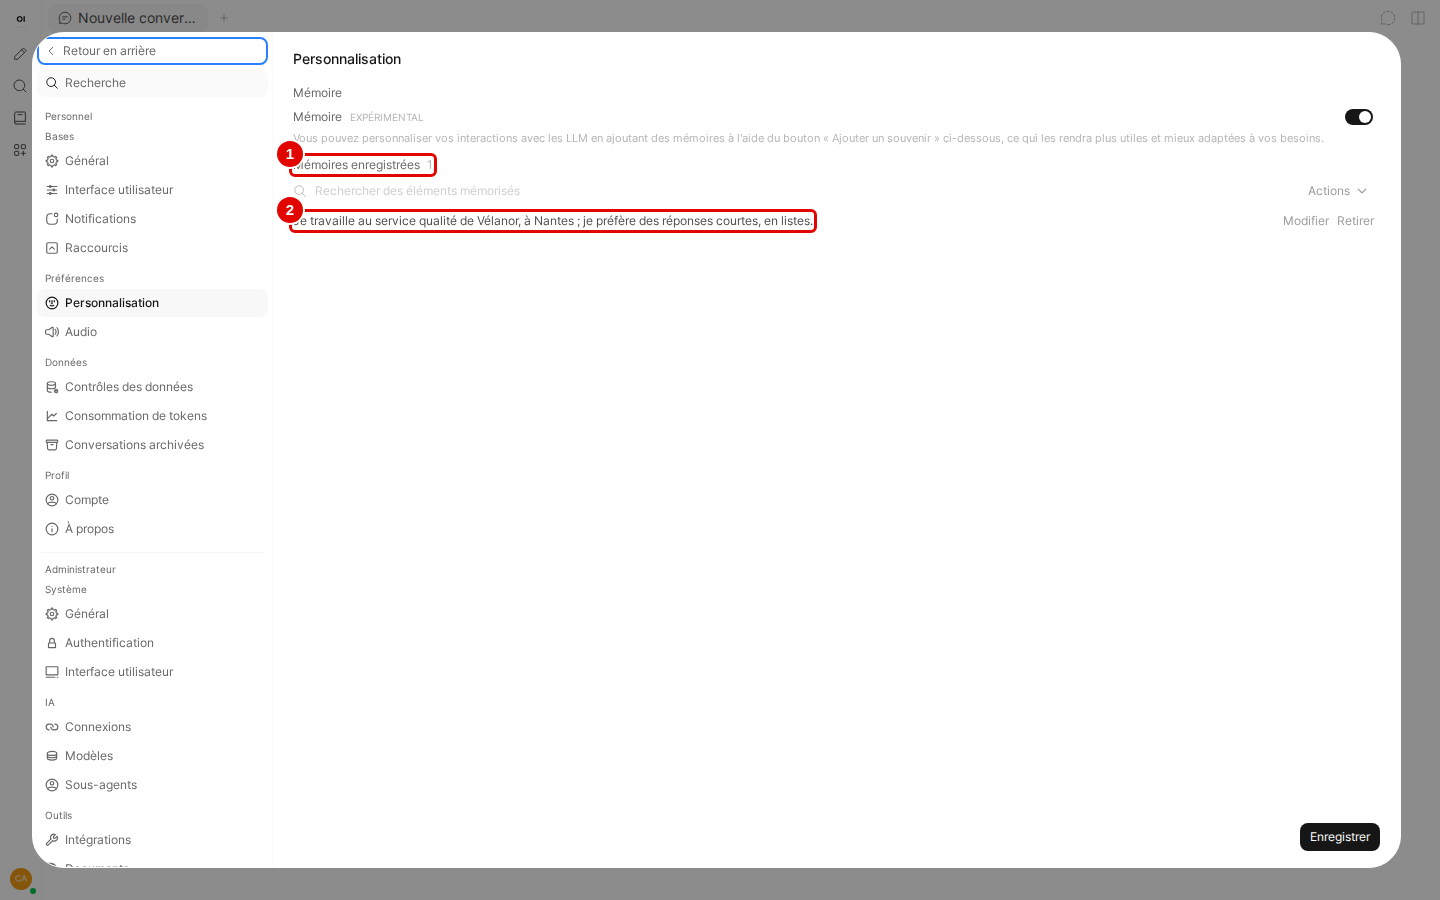 OI
Nouvelle conver...
Retour en arrière
Recherche
Personnel
Bases
Général
Interface utilisateur
Notifications
Raccourcis
Préférences
Personnalisation
Audio
Données
Contrôles des données
Consommation de tokens
Conversations archivées
Profil
Compte
À propos
Administrateur
Système
Général
Authentification
Interface utilisateur
IA
Connexions
Modèles
Sous-agents
Outils
Intégrations
Documents
CA
Personnalisation
Mémoire
Mémoire EXPÉRIMENTAL
Vous pouvez personnaliser vos interactions avec les LLM en ajoutant des mémoires à l'aide du bouton « Ajouter un souvenir » ci-dessous, ce qui les rendra plus utiles et mieux adaptées à vos besoins.
1
Mémoires enregistrées 1
Rechercher des éléments mémorisés
Actions
2
Je travaille au service qualité de Vélanor, à Nantes ; je préfère des réponses courtes, en listes.
Modifier Retirer
Enregistrer